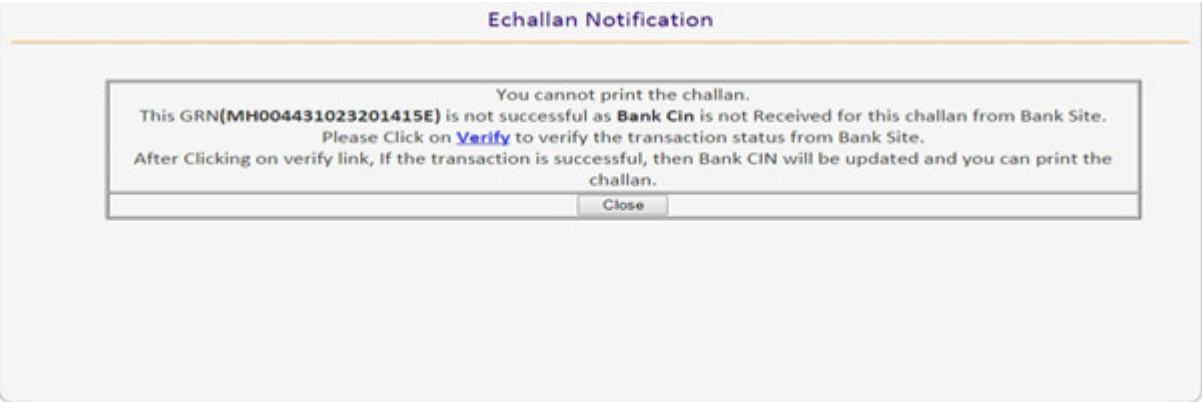 Echallan Notification
You cannot print the challan.
This GRN(MH004431023201415E) is not successful as Bank Cin is not Received for this challan from Bank Site.
Please Click on Verify to verify the transaction status from Bank Site.
After Clicking on verify link, If the transaction is successful, then Bank CIN will be updated and you can print the
challan.
Close